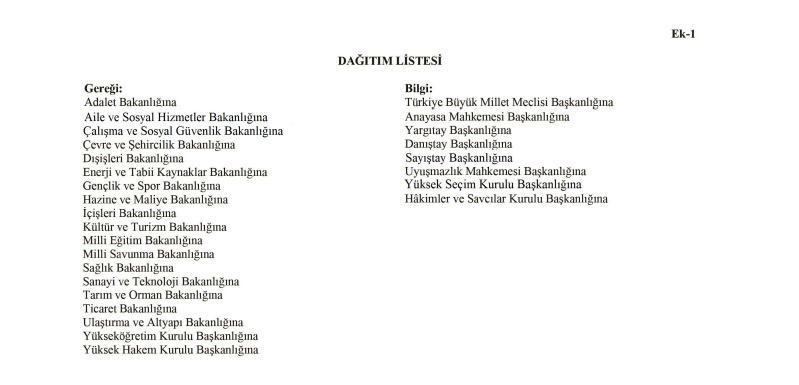 Ek-1
DAĞITIM LİSTESİ
Gereği:
Adalet Bakanlığına
Aile ve Sosyal Hizmetler Bakanlığına
Çalışma ve Sosyal Güvenlik Bakanlığına
Çevre ve Şehircilik Bakanlığına
Dışişleri Bakanlığına
Enerji ve Tabii Kaynaklar Bakanlığına
Gençlik ve Spor Bakanlığına
Hazine ve Maliye Bakanlığına
İçişleri Bakanlığına
Kültür ve Turizm Bakanlığına
Milli Eğitim Bakanlığına
Milli Savunma Bakanlığına
Sağlık Bakanlığına
Sanayi ve Teknoloji Bakanlığına
Tarım ve Orman Bakanlığına
Ticaret Bakanlığına
Ulaştırma ve Altyapı Bakanlığına
Yükseköğretim Kurulu Başkanlığına
Yüksek Hakem Kurulu Başkanlığına
Bilgi:
Türkiye Büyük Millet Meclisi Başkanlığına
Anayasa Mahkemesi Başkanlığına
Yargıtay Başkanlığına
Danıştay Başkanlığına
Sayıştay Başkanlığına
Uyuşmazlık Mahkemesi Başkanlığına
Yüksek Seçim Kurulu Başkanlığına
Hâkimler ve Savcılar Kurulu Başkanlığına